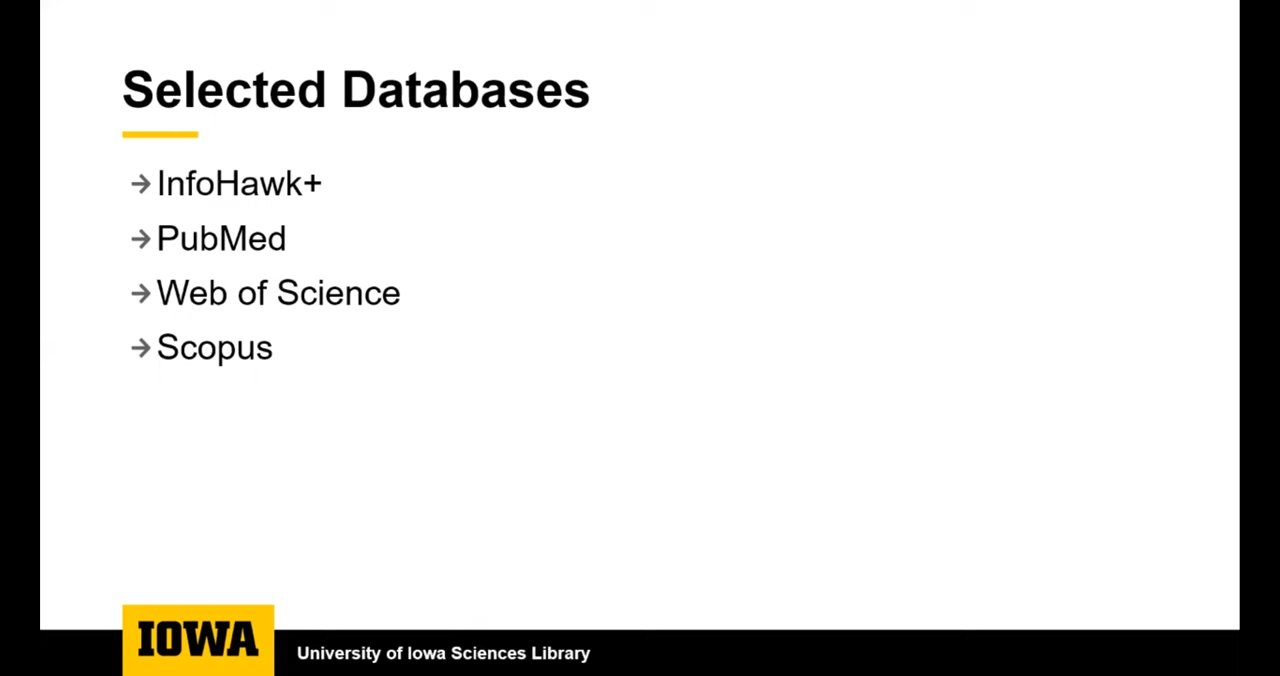 Selected Databases
→InfoHawk+
→PubMed
→Web of Science
→Scopus
IOWA
University of Iowa Sciences Library